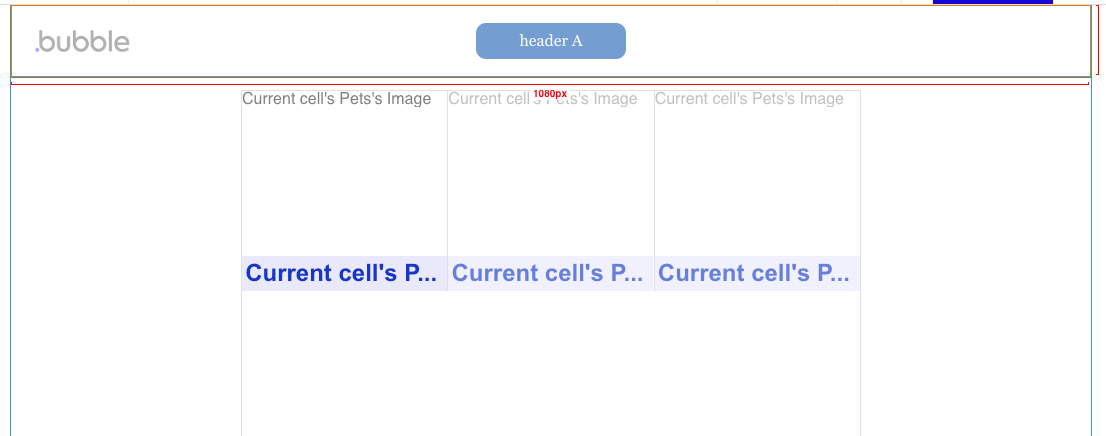 .bubble
header A
1080px
Current cell's Pets's Image
Current cell's Pets's Image
Current cell's Pets's Image
Current cell's P...
Current cell's P...
Current cell's P...